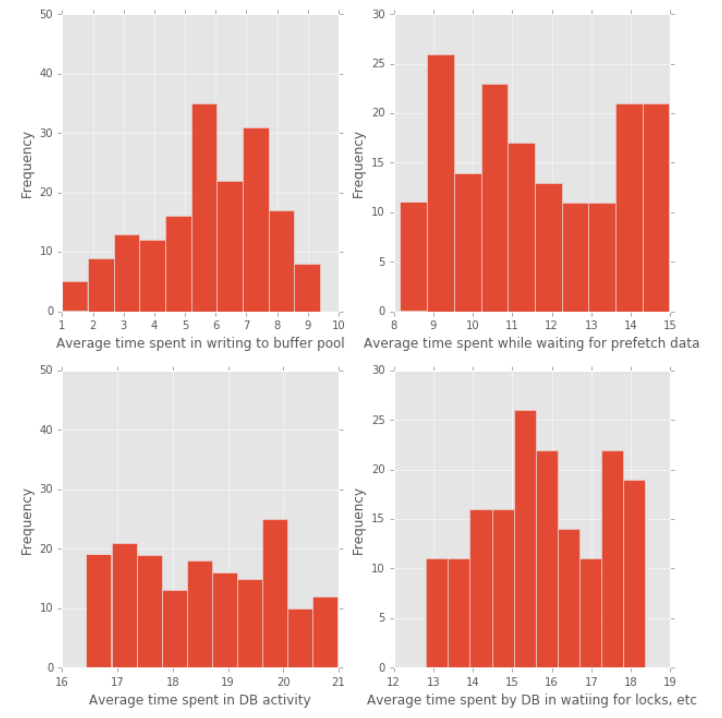 50
40
30
20
10
0
Frequency
1 2 3 4 5 6 7 8 9 10
Average time spent in writing to buffer pool
30
25
20
15
10
5
0
Frequency
8 9 10 11 12 13 14 15
Average time spent while waiting for prefetch data
50
40
30
20
10
0
Frequency
16 17 18 19 20 21
Average time spent in DB activity
30
25
20
15
10
5
0
Frequency
12 13 14 15 16 17 18 19
Average time spent by DB in watiing for locks, etc